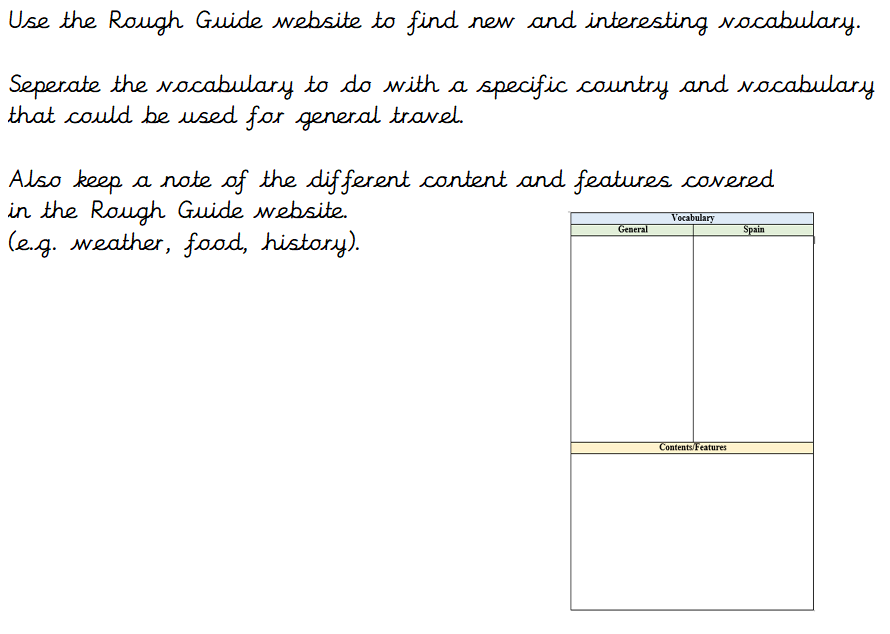 Use the Rough Guide website to find new and interesting vocabulary.
Seperate the vocabulary to do with a specific country and vocabulary
that could be used for general travel.
Also keep a note of the different content and features covered
in the Rough Guide website.
(e.g. weather, food, history).
Vocabulary
General Spain
Contents/Features